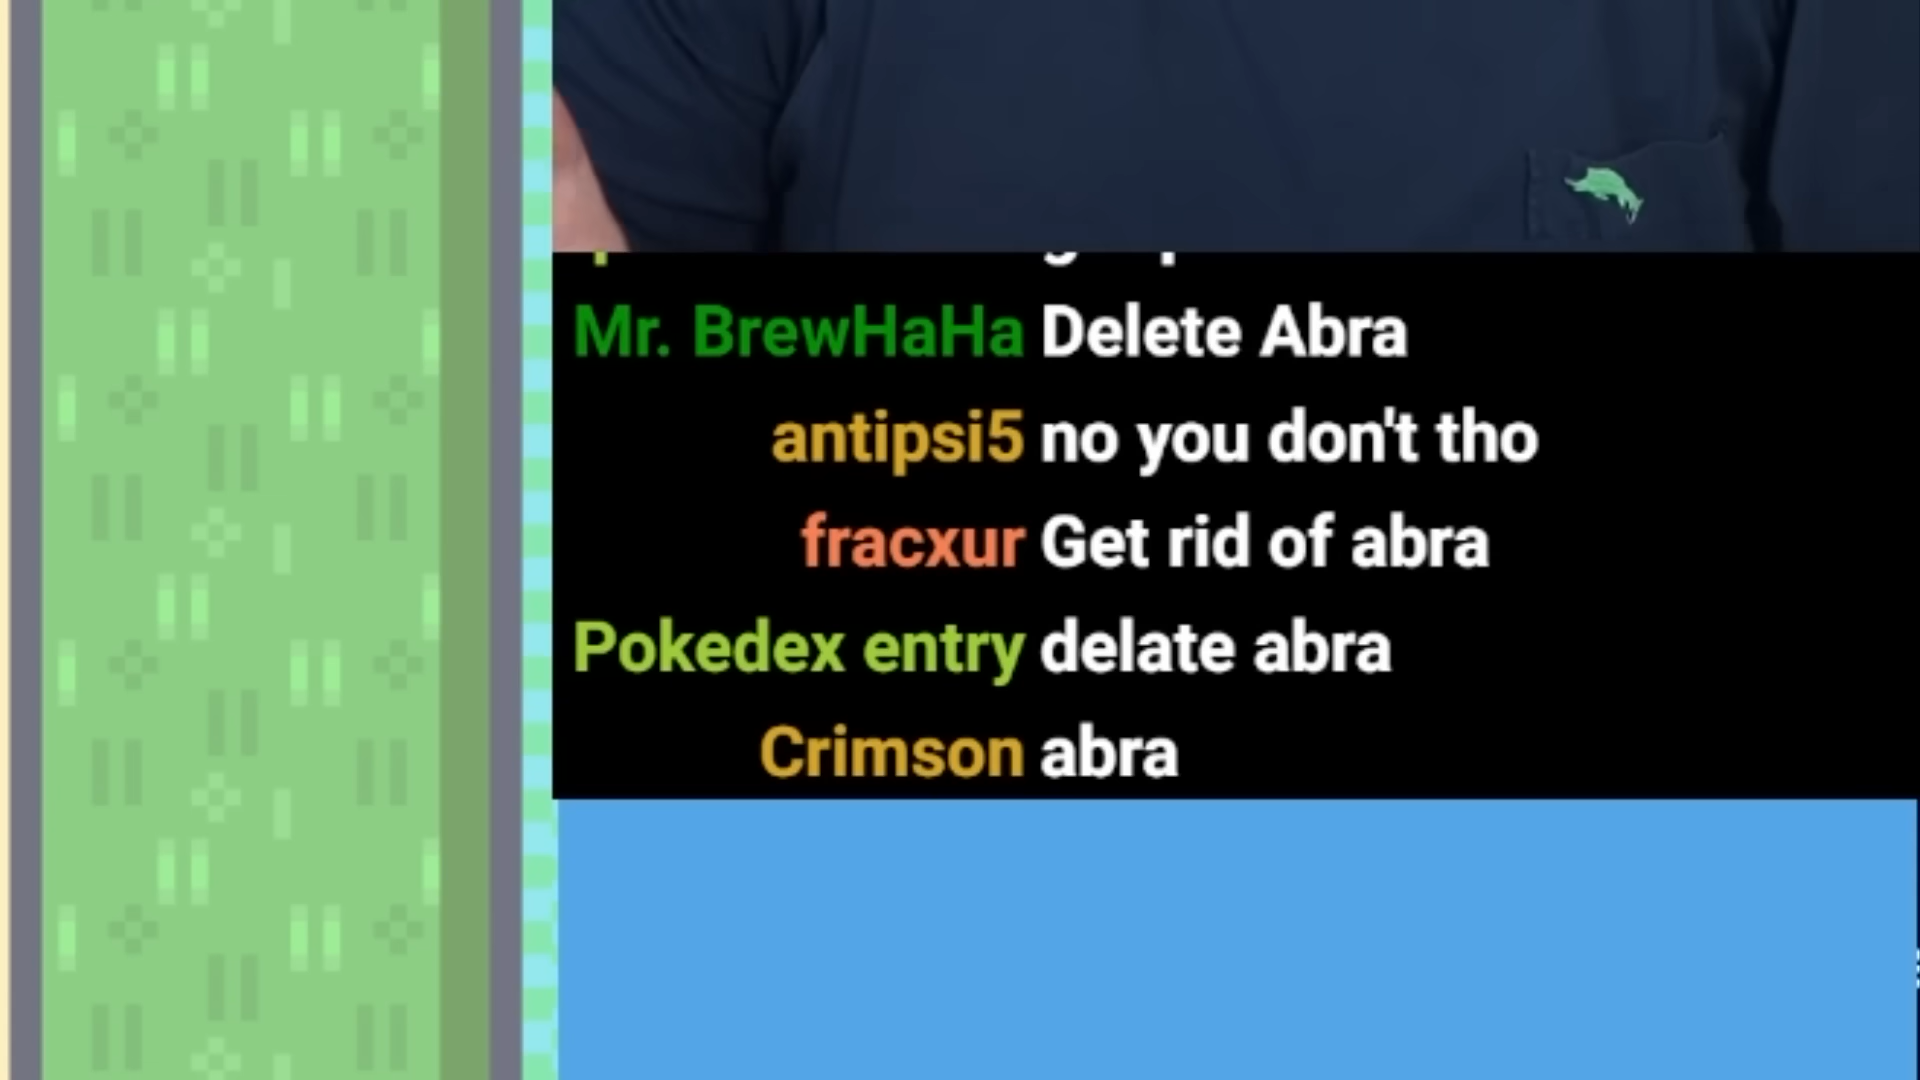 Mr. BrewHaHa Delete Abra
antipsi5 no you don't tho
fracxur Get rid of abra
Pokedex entry delate abra
Crimson abra